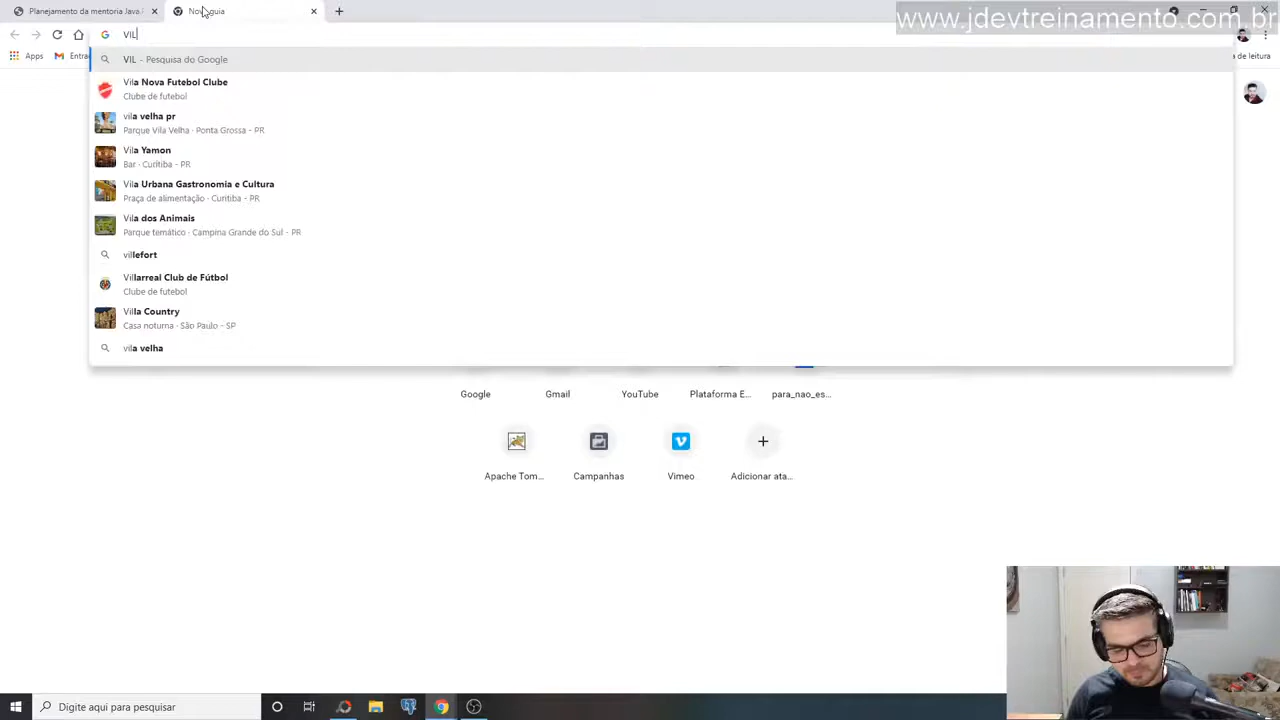 Planejamento da mentoria Java.
Nova guia
www.jdevtreinamento.com.br
VIL
Apps
Entra
a de leitura
VIL - Pesquisa do Google
Vila Nova Futebol Clube
Clube de futebol
vila velha pr
Parque Vila Velha · Ponta Grossa - PR
Vila Yamon
Bar · Curitiba - PR
Vila Urbana Gastronomia e Cultura
Praça de alimentação · Curitiba - PR
Vila dos Animais
Parque temático · Campina Grande do Sul - PR
villefort
Villarreal Club de Fútbol
Clube de futebol
Villa Country
Casa noturna · São Paulo - SP
vila velha
Google Gmail YouTube Plataforma E... para_nao_es...
Apache Tom... Campanhas Vimeo Adicionar ata...
Digite aqui para pesquisar